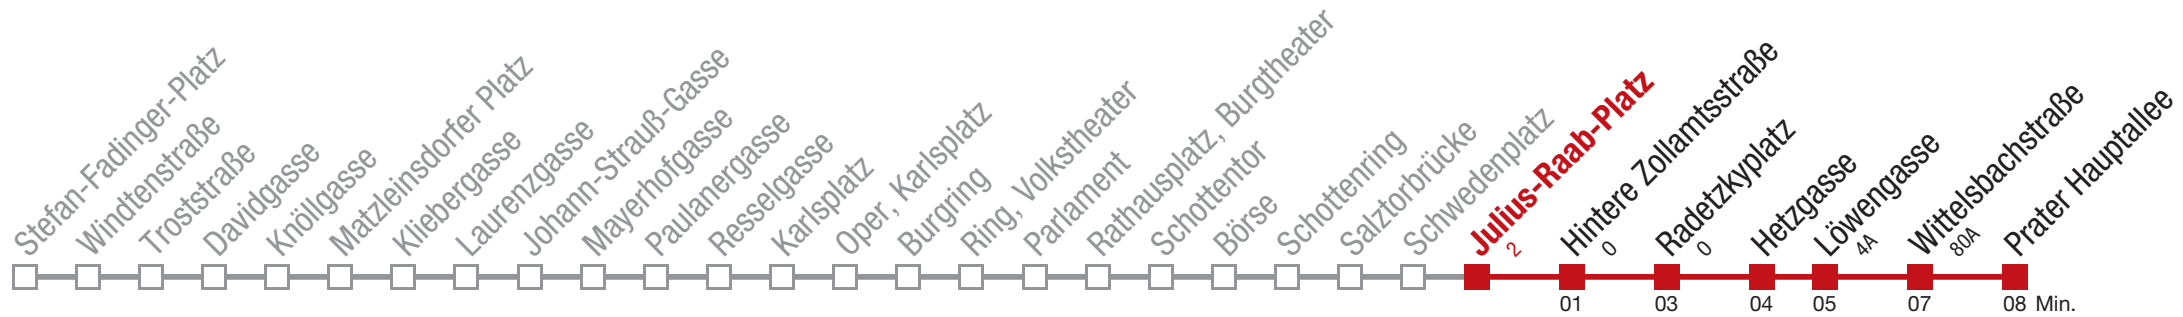 Stefan-Fadinger-Platz
Windtenstraße
Troststraße
Davidgasse
Knöllgasse
Matzleinsdorfer Platz
Kliebergasse
Laurenzgasse
Johann-Strauß-Gasse
Mayerhofgasse
Paulanergasse
Resselgasse
Karlsplatz
Oper, Karlsplatz
Burgring
Ring, Volkstheater
Parlament
Rathausplatz, Burgtheater
Schottentor
Börse
Schottenring
Salztorbrücke
Schwedenplatz
Julius-Raab-Platz
2
Hintere Zollamtsstraße
0
Radetzkyplatz
0
Hetzgasse
Löwengasse
4A
Wittelsbachstraße
80A
Prater Hauptallee
01 03 04 05 07 08 Min.